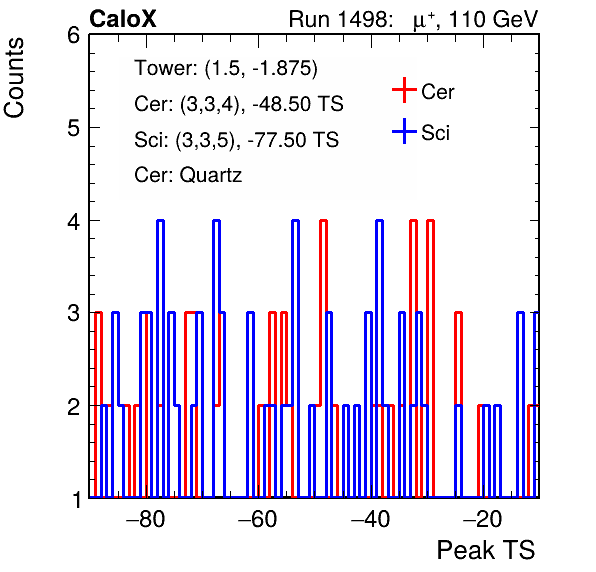 CaloX Run 1498: μ⁺, 110 GeV
Counts
6
5
4
3
2
1
Tower: (1.5, -1.875)
Cer: (3,3,4), -48.50 TS
Sci: (3,3,5), -77.50 TS
Cer: Quartz
Cer
Sci
−80 −60 −40 −20
Peak TS